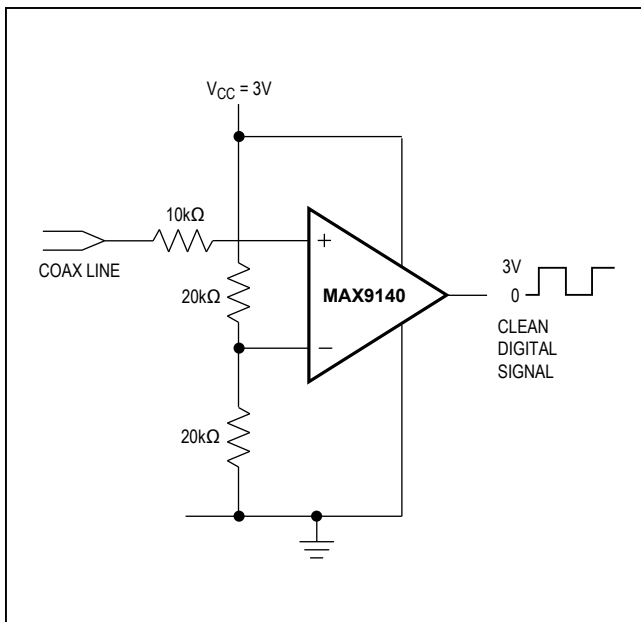 V_CC = 3V
10kΩ
COAX LINE
20kΩ
+
−
MAX9140
3V
0
CLEAN
DIGITAL
SIGNAL
20kΩ